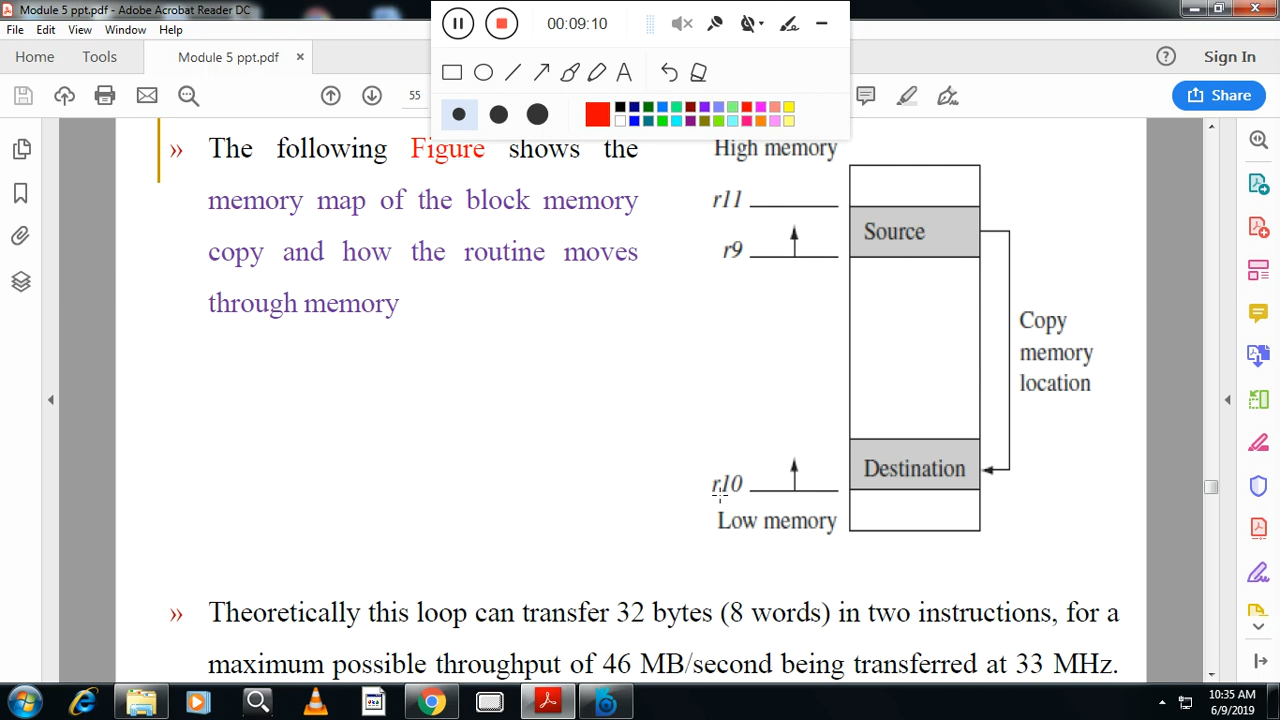 Module 5 ppt.pdf - Adobe Acrobat Reader DC
File Edit View Window Help
00:09:10
Home Tools Module 5 ppt.pdf × Sign In
A
55
Share
» The following Figure shows the
memory map of the block memory
copy and how the routine moves
through memory
High memory
r11
Source
r9
Copy
memory
location
Destination
r10
Low memory
» Theoretically this loop can transfer 32 bytes (8 words) in two instructions, for a
maximum possible throughput of 46 MB/second being transferred at 33 MHz.
10:35 AM
6/9/2019